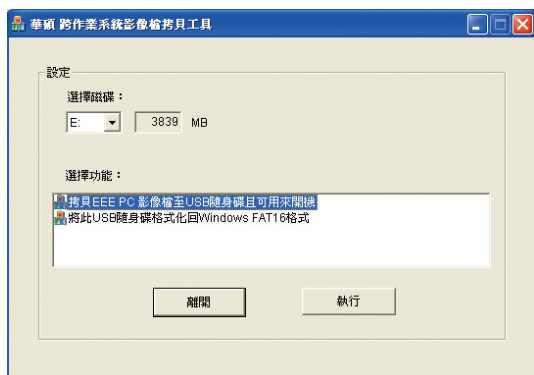 華碩 跨作業系統影像檔拷貝工具
設定
選擇磁碟：
E: 3839 MB
選擇功能：
拷貝EEE PC 影像檔至USB隨身碟且可用來開機
將此USB隨身碟格式化回Windows FAT16格式
離開 執行